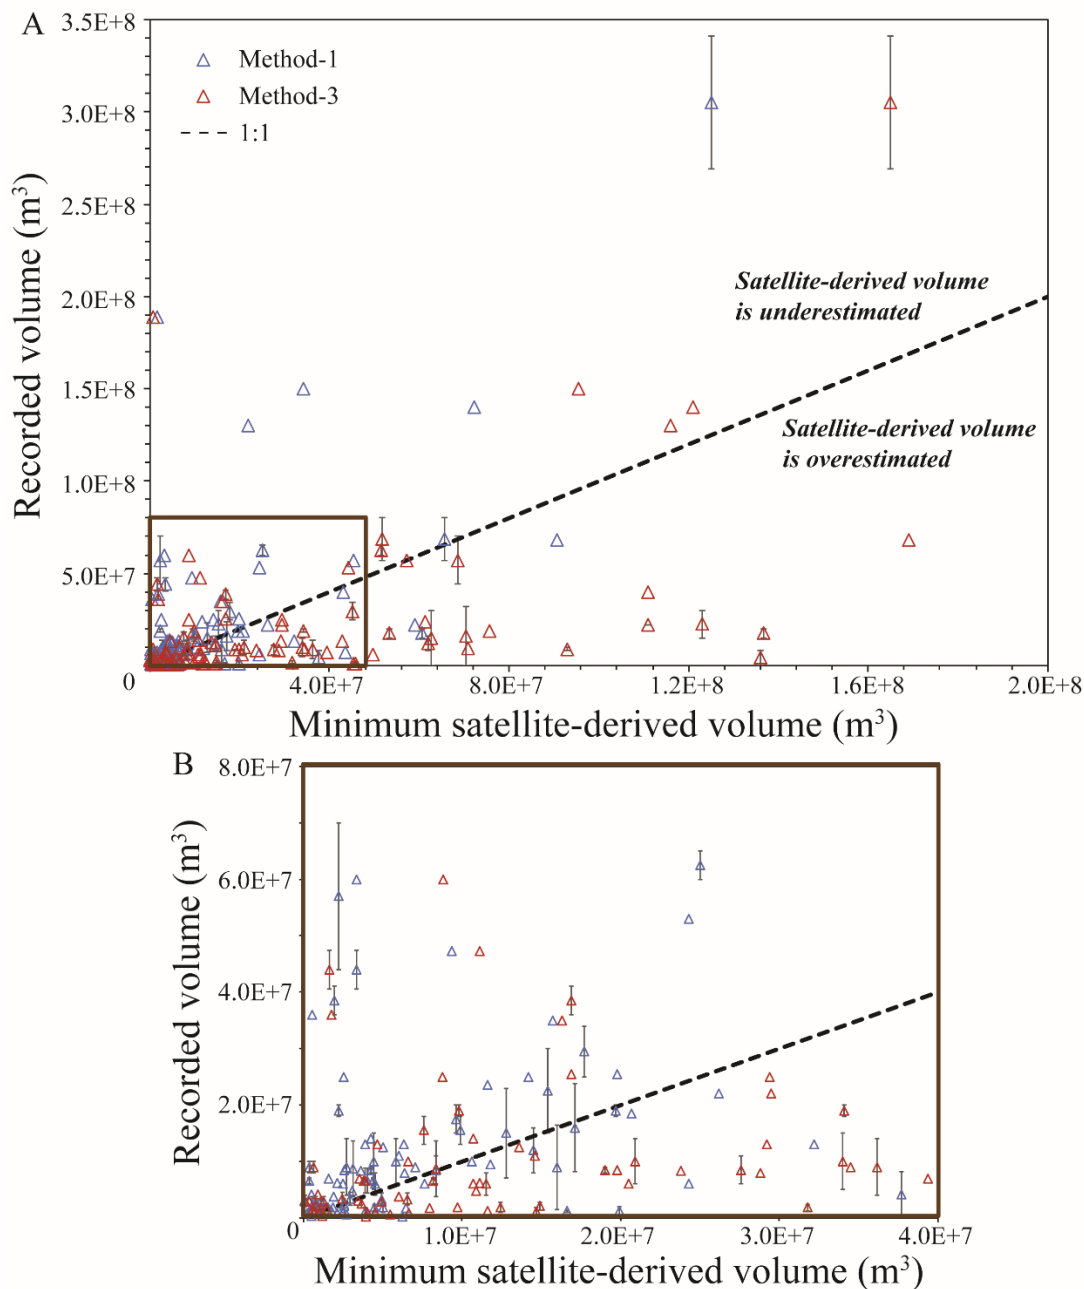 A
3.5E+8
Method-1
Method-3
1:1
3.0E+8
2.5E+8
2.0E+8
1.5E+8
1.0E+8
5.0E+7
0
Recorded volume (m³)
Satellite-derived volume
is underestimated
Satellite-derived volume
is overestimated
4.0E+7 8.0E+7 1.2E+8 1.6E+8 2.0E+8
Minimum satellite-derived volume (m³)
B
8.0E+7
6.0E+7
4.0E+7
2.0E+7
0
Recorded volume (m³)
1.0E+7 2.0E+7 3.0E+7 4.0E+7
Minimum satellite-derived volume (m³)